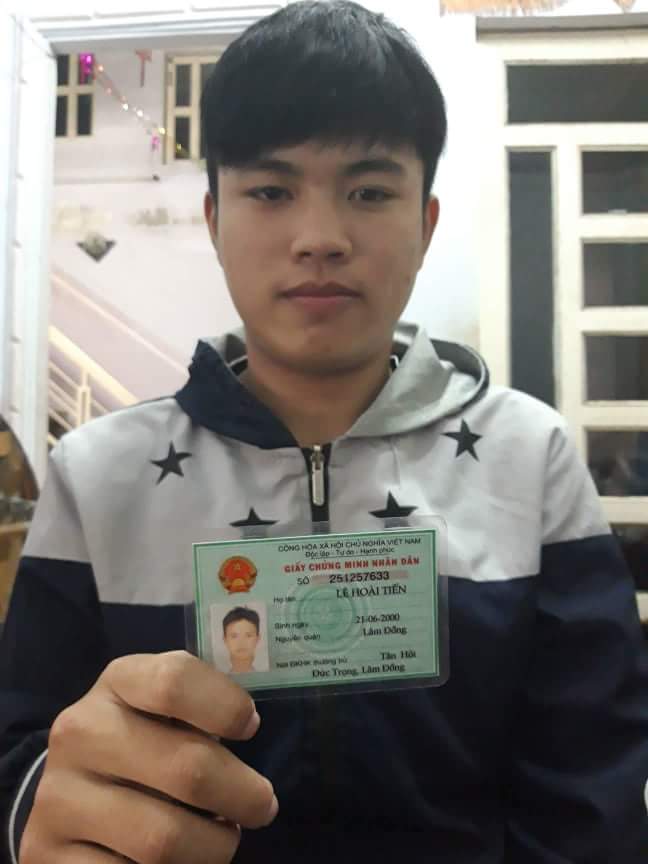 CỘNG HÒA XÃ HỘI CHỦ NGHĨA VIỆT NAM
Độc lập - Tự do - Hạnh phúc
GIẤY CHỨNG MINH NHÂN DÂN
SỐ 251257633
Họ tên LÊ HOÀI TIẾN
Sinh ngày 21-06-2000
Nguyên quán Lâm Đồng
Nơi ĐKHK thường trú Tân Hội
Đức Trọng, Lâm Đồng